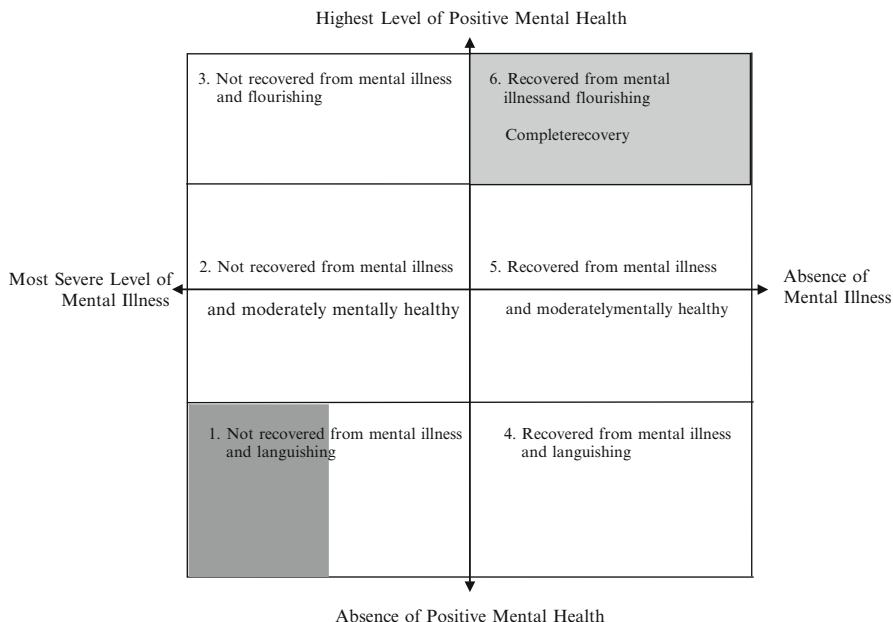 Highest Level of Positive Mental Health
3. Not recovered from mental illness
and flourishing
6. Recovered from mental
illnessand flourishing
Completerecovery
Most Severe Level of
Mental Illness
2. Not recovered from mental illness
and moderately mentally healthy
5. Recovered from mental illness
and moderatelymentally healthy
Absence of
Mental Illness
1. Not recovered from mental illness
and languishing
4. Recovered from mental illness
and languishing
Absence of Positive Mental Health